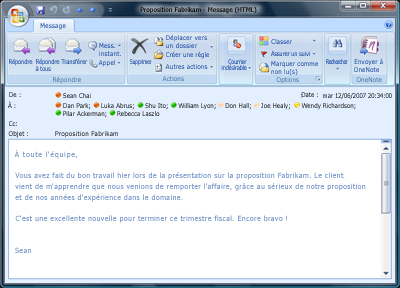 Proposition Fabrikam - Message (HTML)
Message
Répondre
Répondre à tous
Transférer
Mess. instant.
Appel
Répondre
Supprimer
Déplacer vers un dossier
Créer une règle
Autres actions
Actions
Courrier indésirable
Classer
Assurer un suivi
Marquer comme non lu(s)
Options
Rechercher
Envoyer à OneNote
OneNote
De : Sean Chai Date : mar 12/06/2007 20:34:00
À : Dan Park; Luka Abrus; Shu Ito; William Lyon; Don Hall; Joe Healy; Wendy Richardson;
Pilar Ackerman; Rebecca Laszlo
Cc:
Objet : Proposition Fabrikam
À toute l'équipe,
Vous avez fait du bon travail hier lors de la présentation sur la proposition Fabrikam. Le client
vient de m'apprendre que nous venions de remporter l'affaire, grâce au sérieux de notre proposition
et de nos années d'expérience dans le domaine.
C'est une excellente nouvelle pour terminer ce trimestre fiscal. Encore bravo !
Sean